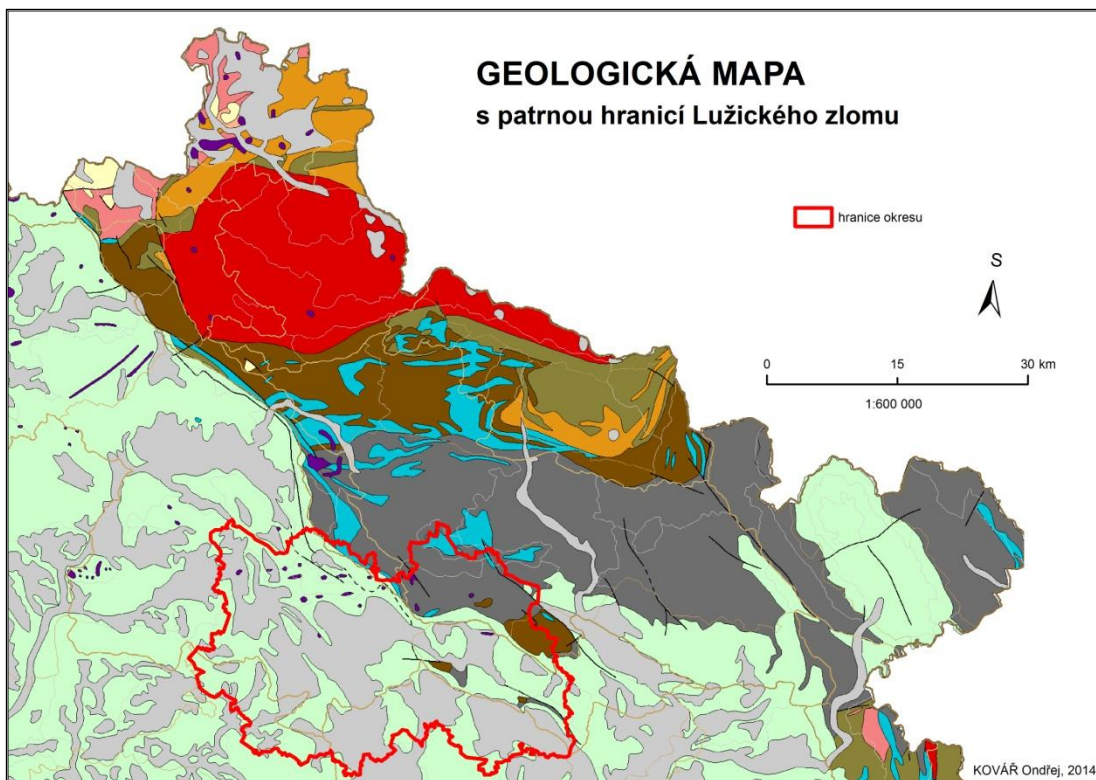 GEOLOGICKÁ MAPA
s patrnou hranicí Lužického zlomu
hranice okresu
S
0 15 30 km
1:600 000
KOVÁŘ Ondřej, 2014